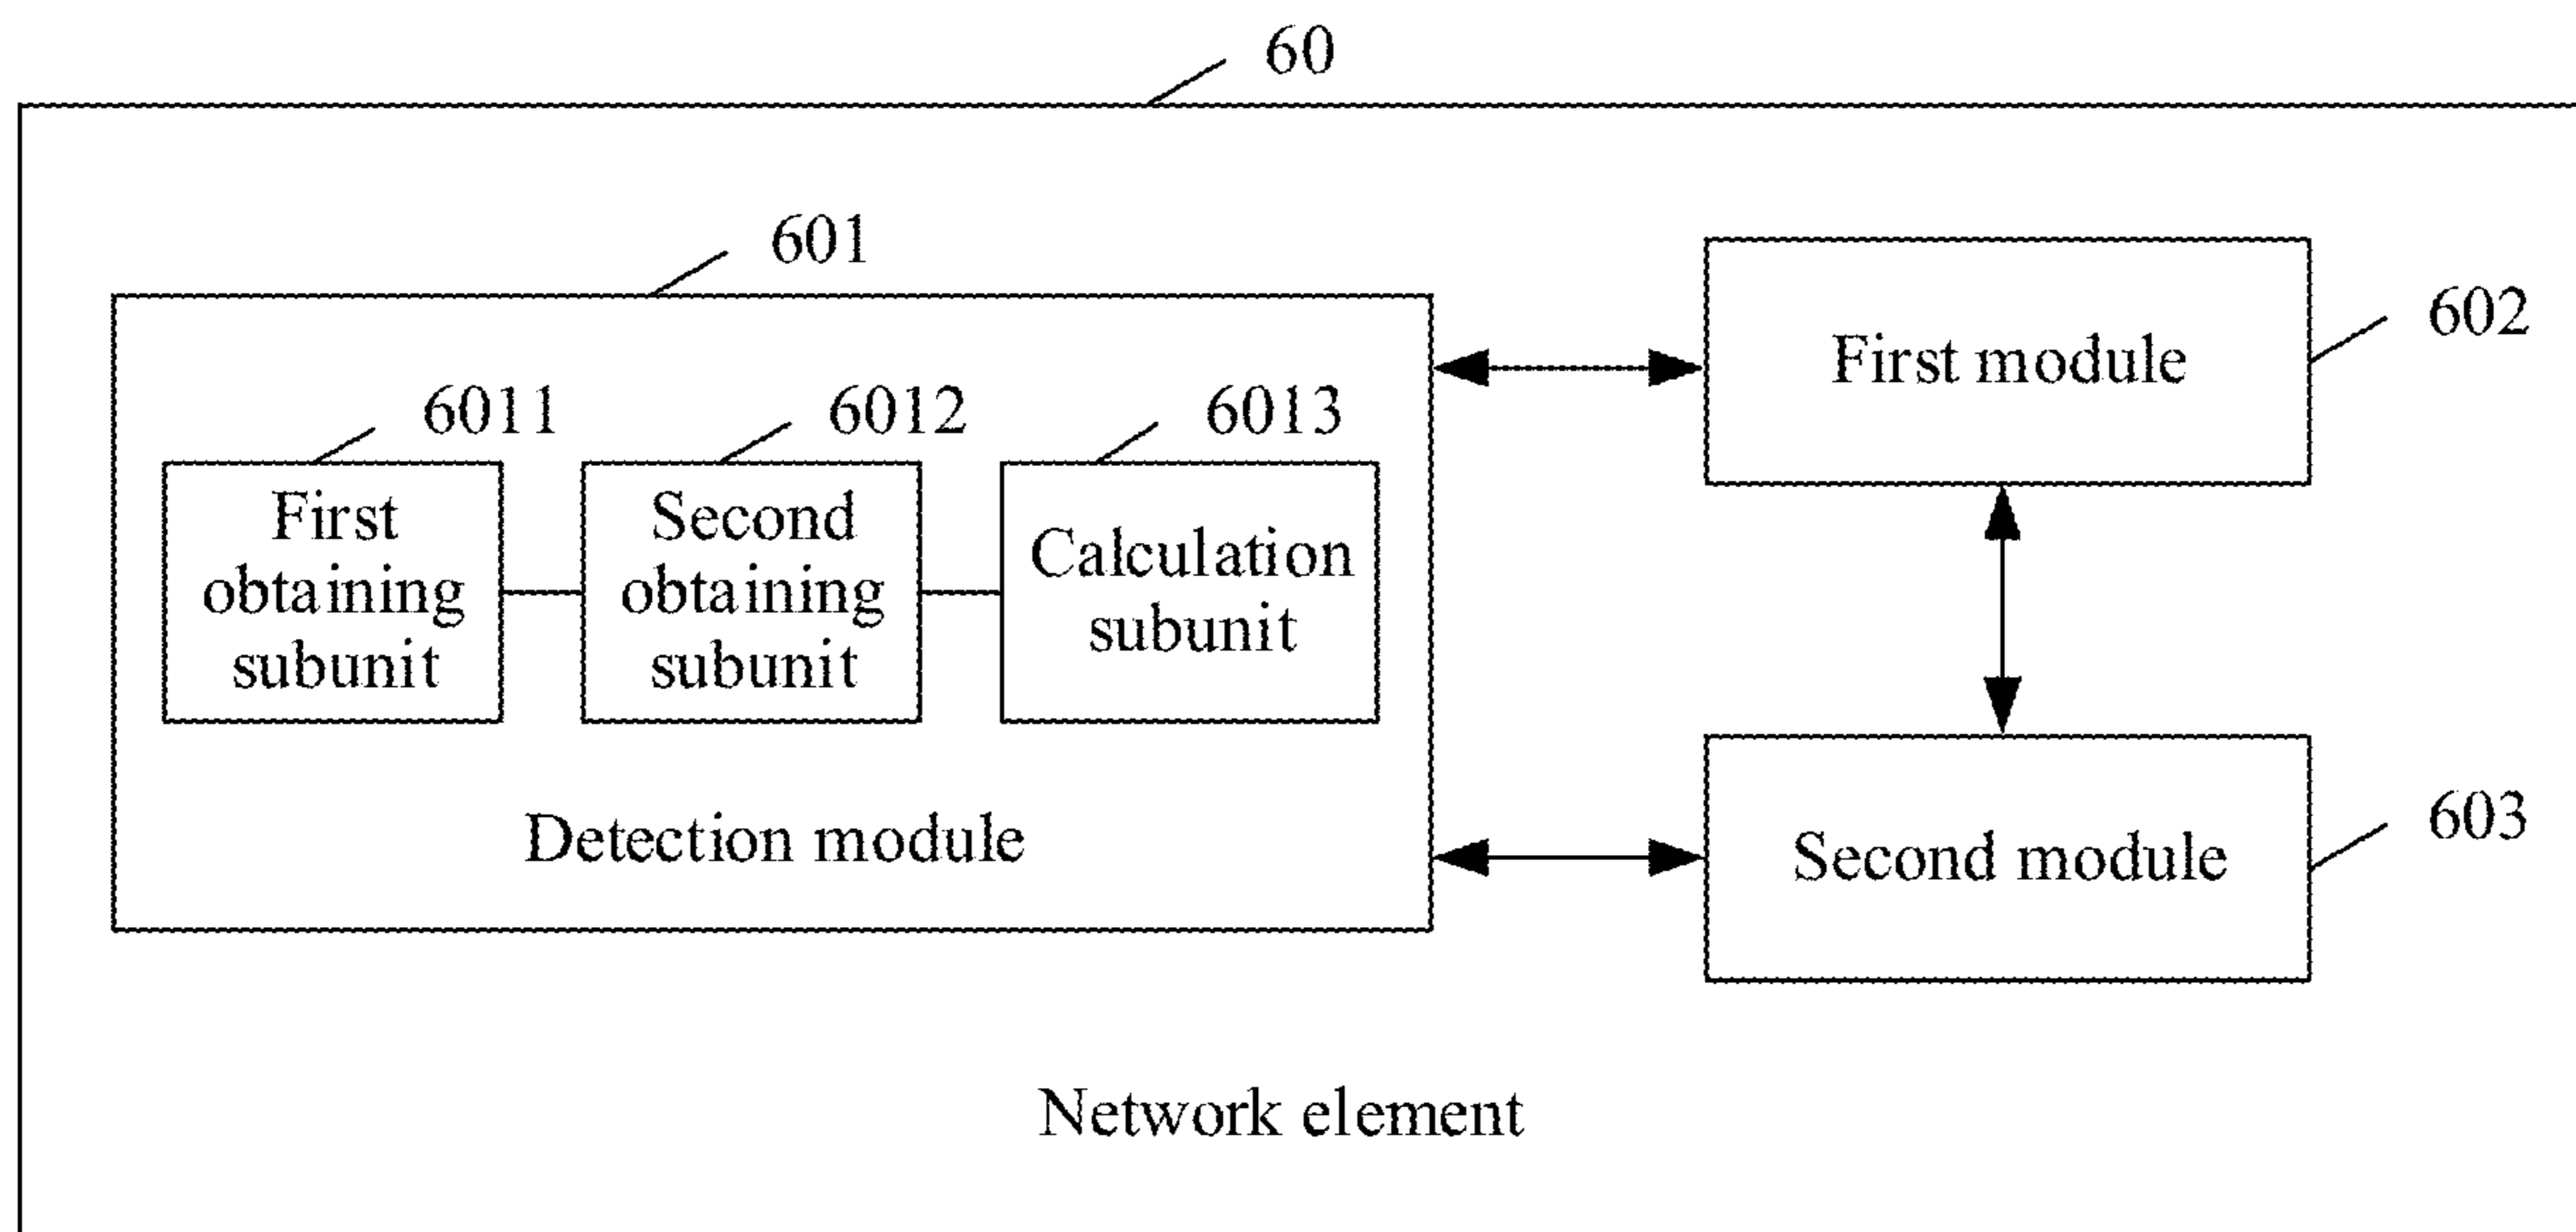 60
601
602
First module
6011
6012
6013
First
obtaining
subunit
Second
obtaining
subunit
Calculation
subunit
Detection module
603
Second module
Network element